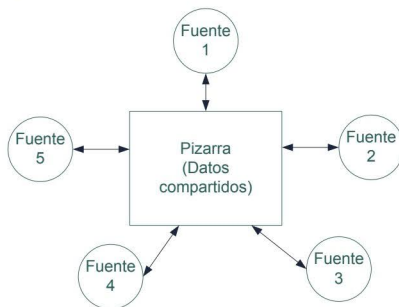 Fuente
1
Fuente
5
Pizarra
(Datos
compartidos)
Fuente
2
Fuente
4
Fuente
3